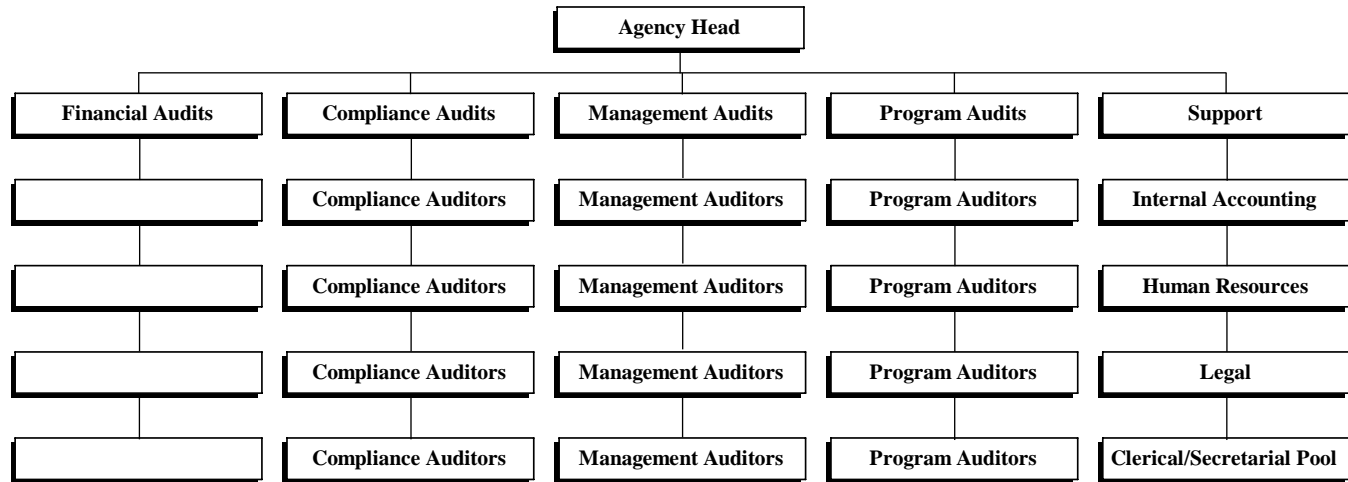 Agency Head
Financial Audits
Compliance Audits
Management Audits
Program Audits
Support
Compliance Auditors
Management Auditors
Program Auditors
Internal Accounting
Compliance Auditors
Management Auditors
Program Auditors
Human Resources
Compliance Auditors
Management Auditors
Program Auditors
Legal
Compliance Auditors
Management Auditors
Program Auditors
Clerical/Secretarial Pool